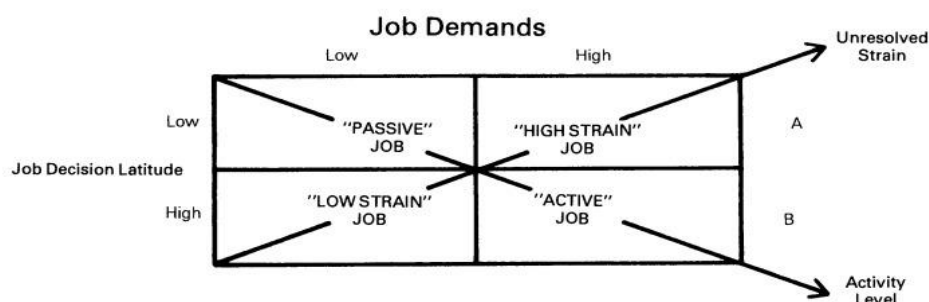 Job Demands
Unresolved
Strain
Low
High
Low
"PASSIVE"
JOB
"HIGH STRAIN"
JOB
A
Job Decision Latitude
High
"LOW STRAIN"
JOB
"ACTIVE"
JOB
B
Activity
Level